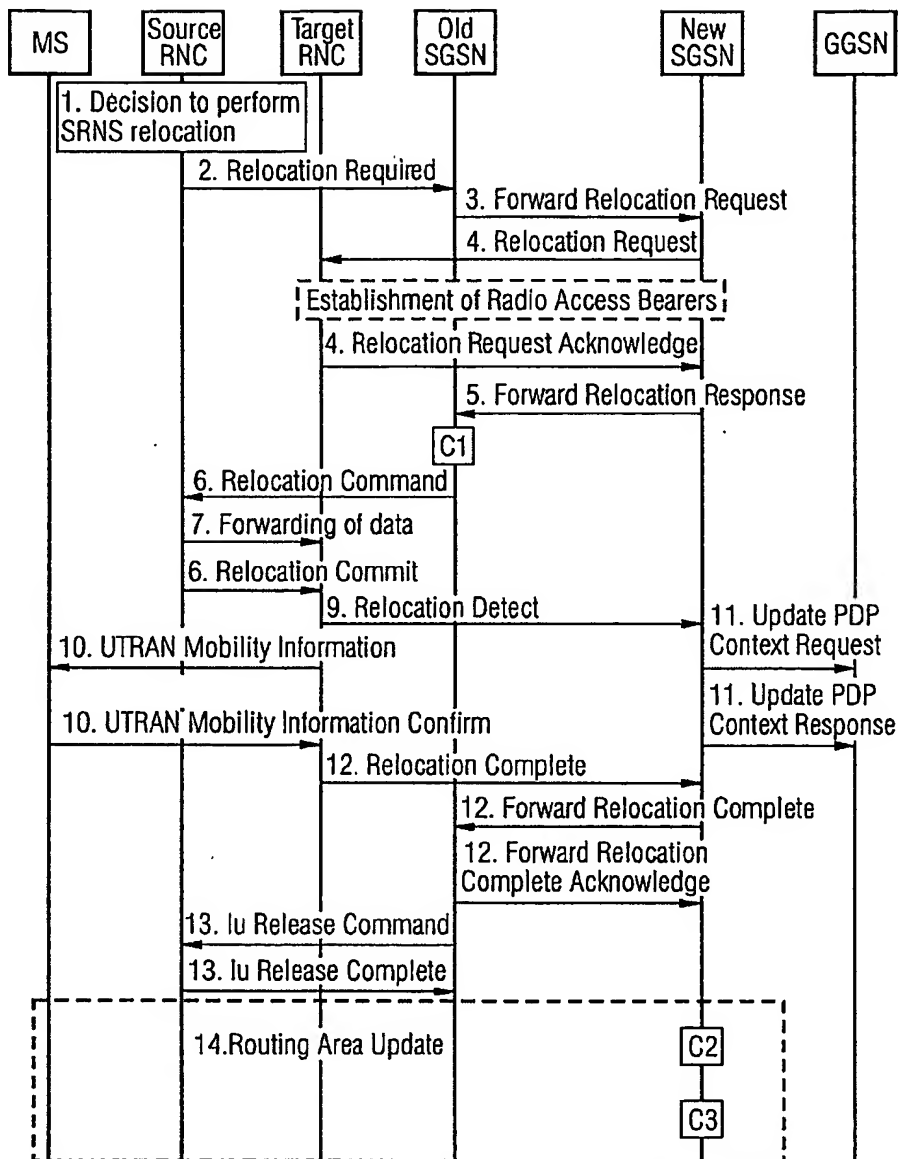 MS
Source
RNC
Target
RNC
Old
SGSN
New
SGSN
GGSN
1. Decision to perform
SRNS relocation
2. Relocation Required
3. Forward Relocation Request
4. Relocation Request
Establishment of Radio Access Bearers
4. Relocation Request Acknowledge
5. Forward Relocation Response
C1
6. Relocation Command
7. Forwarding of data
6. Relocation Commit
9. Relocation Detect
11. Update PDP
Context Request
10. UTRAN Mobility Information
11. Update PDP
Context Response
10. UTRAN Mobility Information Confirm
12. Relocation Complete
12. Forward Relocation Complete
12. Forward Relocation
Complete Acknowledge
13. Iu Release Command
13. Iu Release Complete
14.Routing Area Update
C2
C3